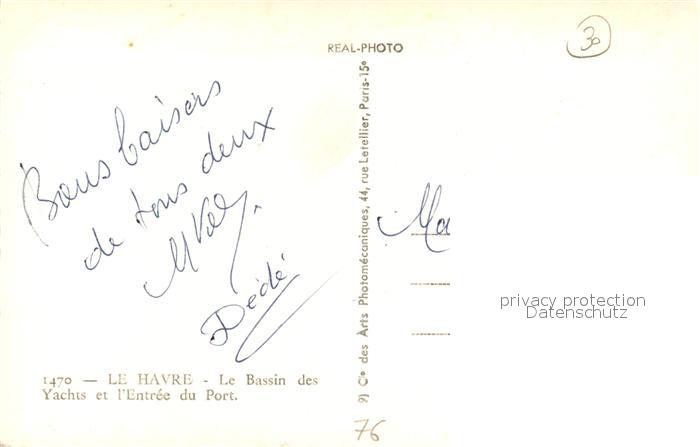 REAL-PHOTO
30
Bons baisers
de tous deux
Dédé
1470 — LE HAVRE - Le Bassin des
Yachts et l'Entrée du Port.
9) Cie des Arts Photomécaniques, 44, rue Letellier, Paris-15e
Ma
privacy protection
Datenschutz
76